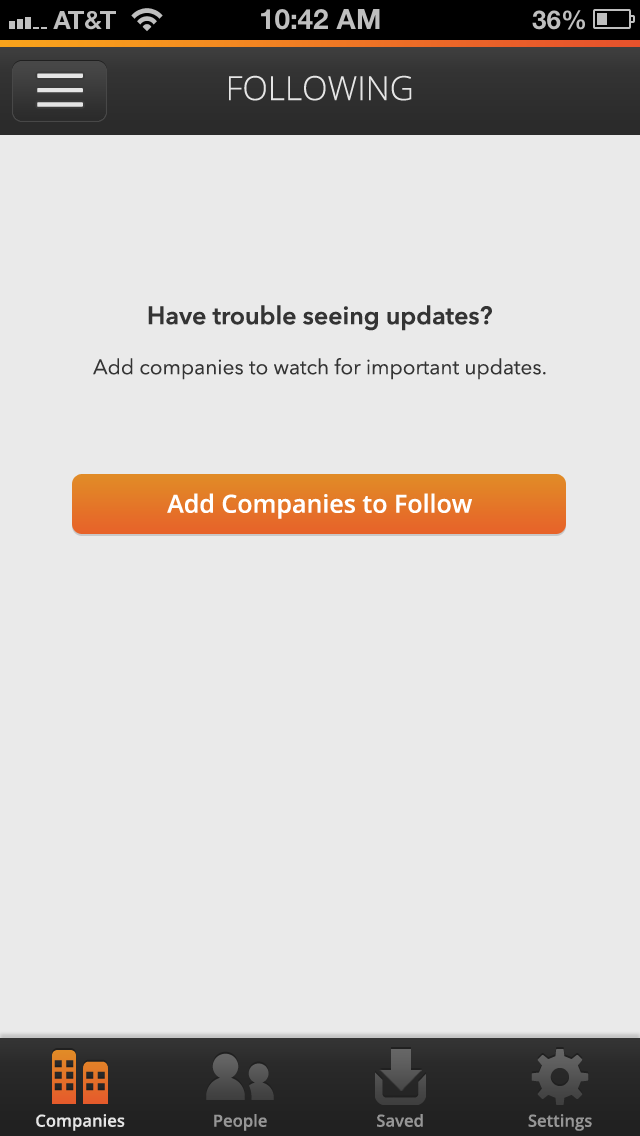 AT&T 10:42 AM 36%
FOLLOWING
Have trouble seeing updates?
Add companies to watch for important updates.
Add Companies to Follow
Companies People Saved Settings